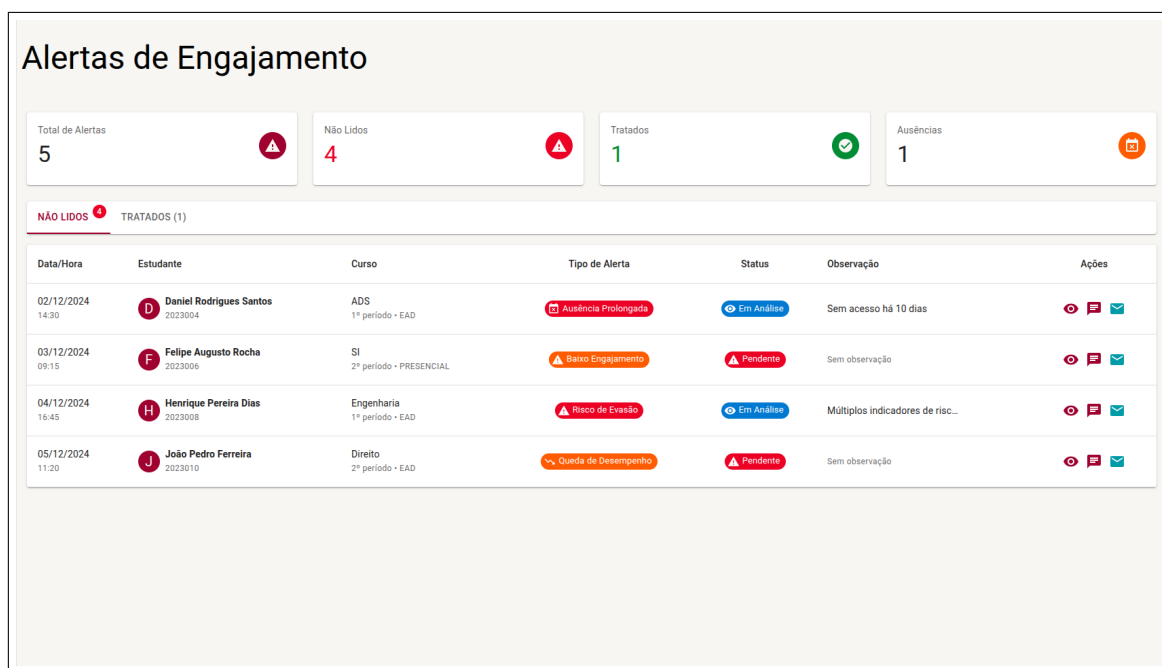 Alertas de Engajamento
Total de Alertas
5
Não Lidos
4
Tratados
1
Ausências
1
NÃO LIDOS 4 TRATADOS (1)
Data/Hora Estudante Curso Tipo de Alerta Status Observação Ações
02/12/2024 D Daniel Rodrigues Santos ADS Ausência Prolongada Em Análise Sem acesso há 10 dias
14:30 2023004 1º período • EAD
03/12/2024 F Felipe Augusto Rocha SI Baixo Engajamento Pendente Sem observação
09:15 2023006 2º período • PRESENCIAL
04/12/2024 H Henrique Pereira Dias Engenharia Risco de Evasão Em Análise Múltiplos indicadores de risc...
16:45 2023008 1º período • EAD
05/12/2024 J João Pedro Ferreira Direito Queda de Desempenho Pendente Sem observação
11:20 2023010 2º período • EAD